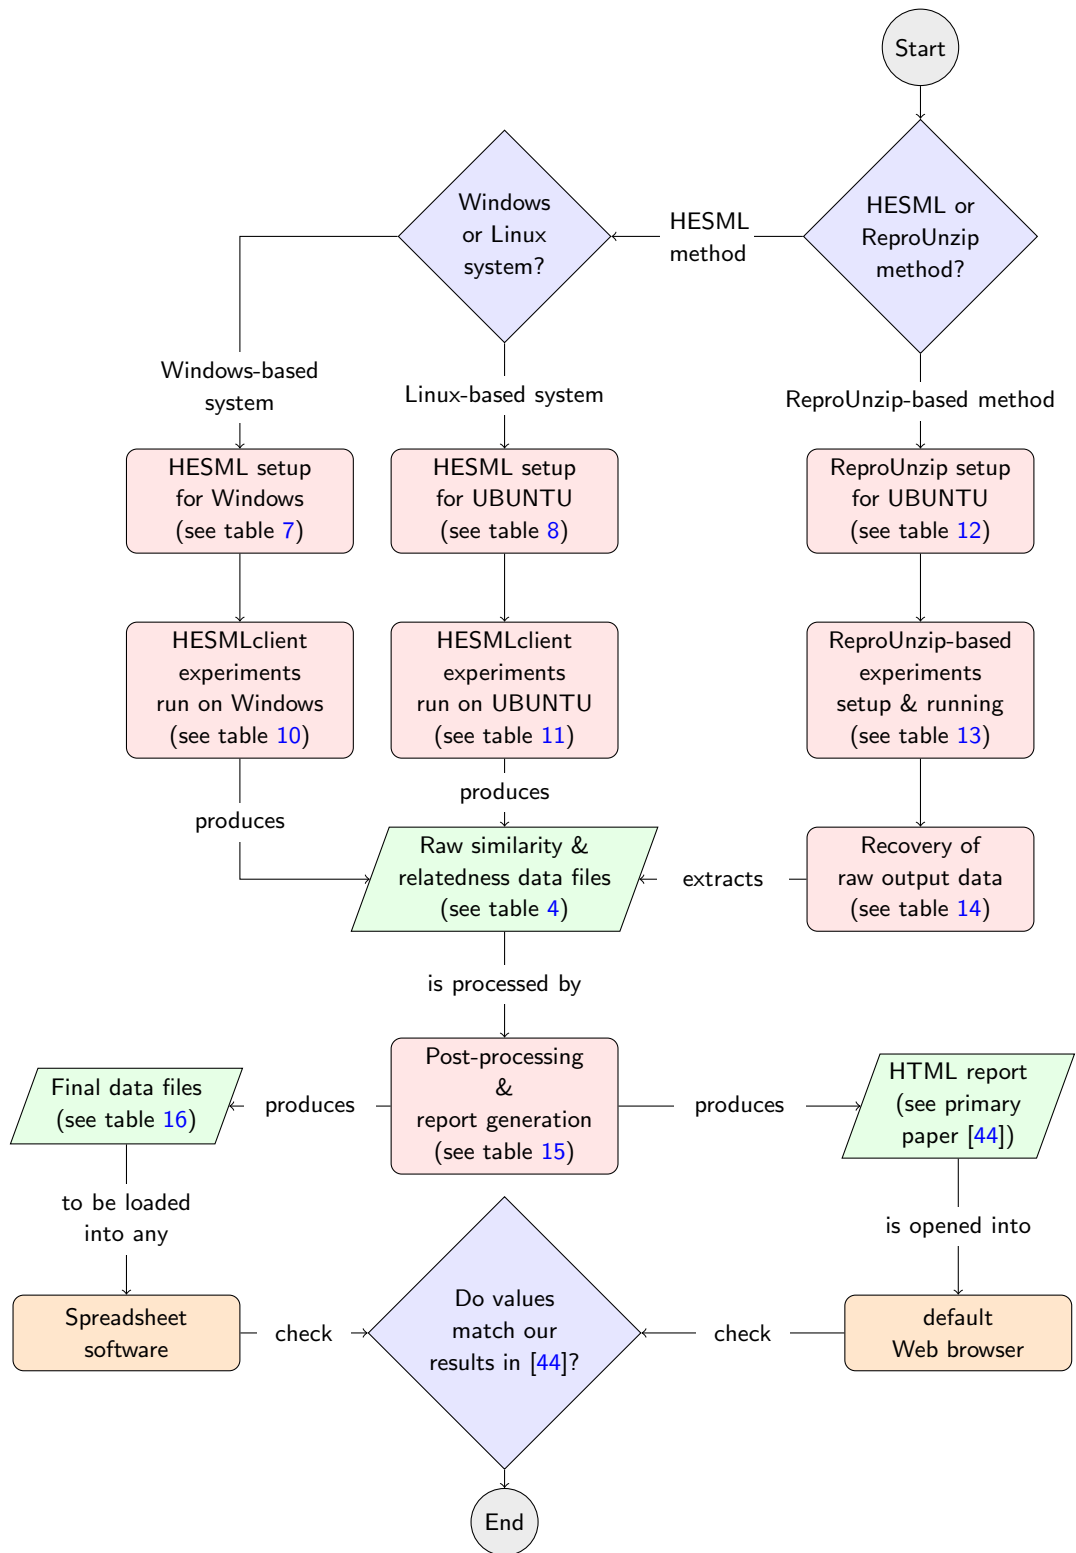 Start
HESML or
ReproUnzip
method?
HESML
method
Windows
or Linux
system?
Windows-based
system
Linux-based system
ReproUnzip-based method
HESML setup
for Windows
(see table 7)
HESML setup
for UBUNTU
(see table 8)
ReproUnzip setup
for UBUNTU
(see table 12)
HESMLclient
experiments
run on Windows
(see table 10)
HESMLclient
experiments
run on UBUNTU
(see table 11)
ReproUnzip-based
experiments
setup & running
(see table 13)
produces
produces
Raw similarity &
relatedness data files
(see table 4)
extracts
Recovery of
raw output data
(see table 14)
is processed by
Final data files
(see table 16)
produces
Post-processing
&
report generation
(see table 15)
produces
HTML report
(see primary
paper [44])
to be loaded
into any
is opened into
Spreadsheet
software
check
Do values
match our
results in [44]?
check
default
Web browser
End